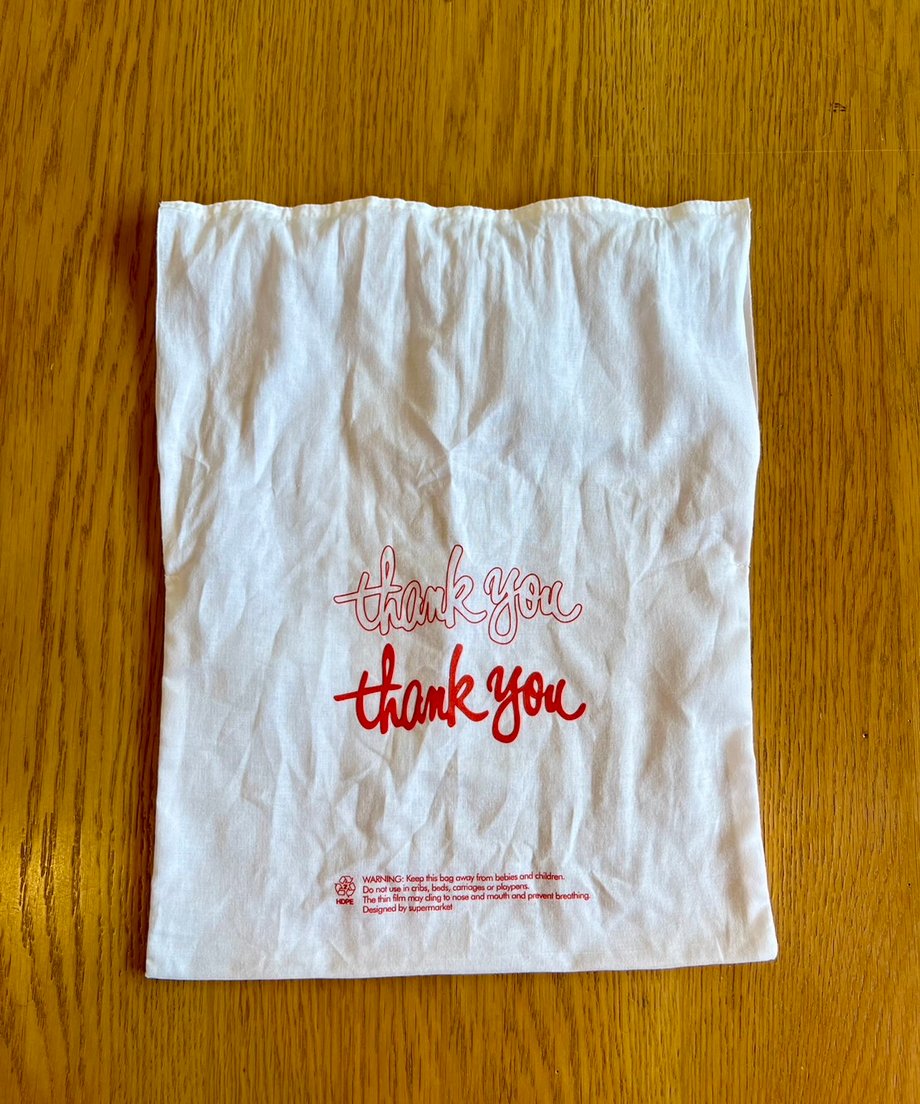 thank you
thank you
WARNING: Keep this bag away from bebies and children.
Do not use in cribs, beds, carriages or playpens.
The thin film may cling to nose and mouth and prevent breathing.
Designed by supermarket
HDPE